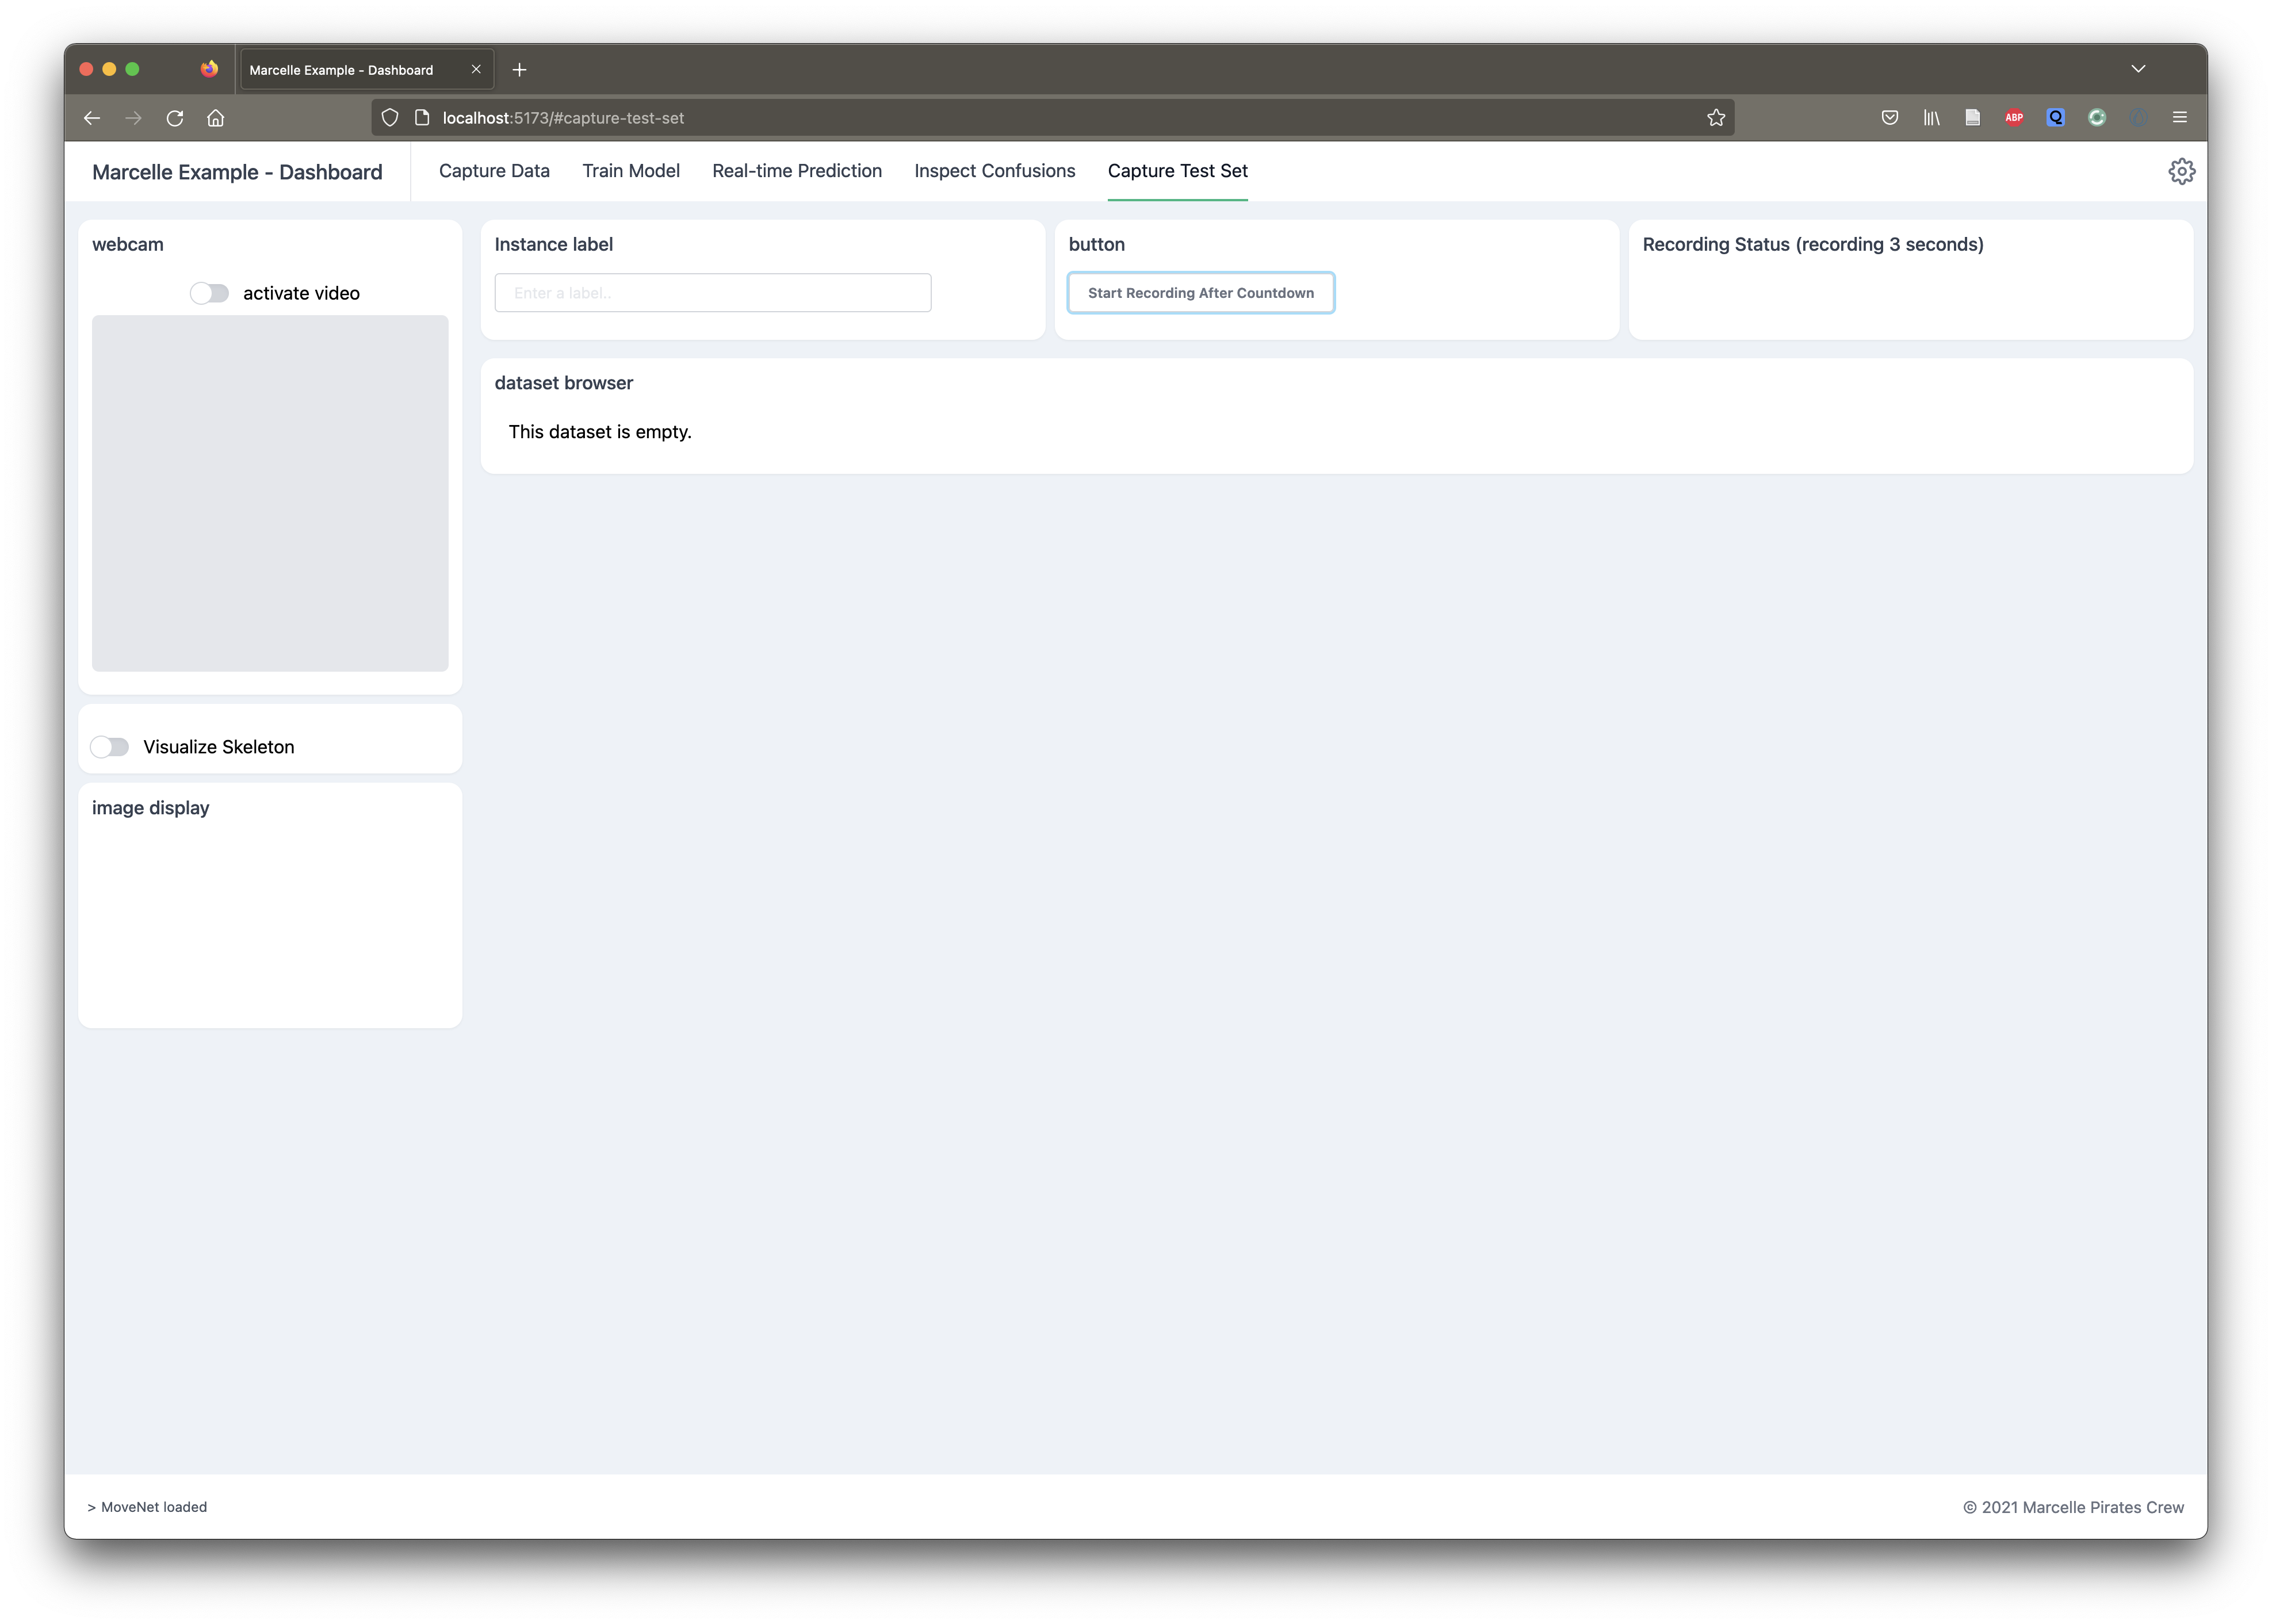 Marcelle Example - Dashboard
localhost:5173/#capture-test-set
ABP
Q
Marcelle Example - Dashboard
Capture Data
Train Model
Real-time Prediction
Inspect Confusions
Capture Test Set
webcam
activate video
Instance label
Enter a label..
button
Start Recording After Countdown
Recording Status (recording 3 seconds)
dataset browser
This dataset is empty.
Visualize Skeleton
image display
> MoveNet loaded
© 2021 Marcelle Pirates Crew